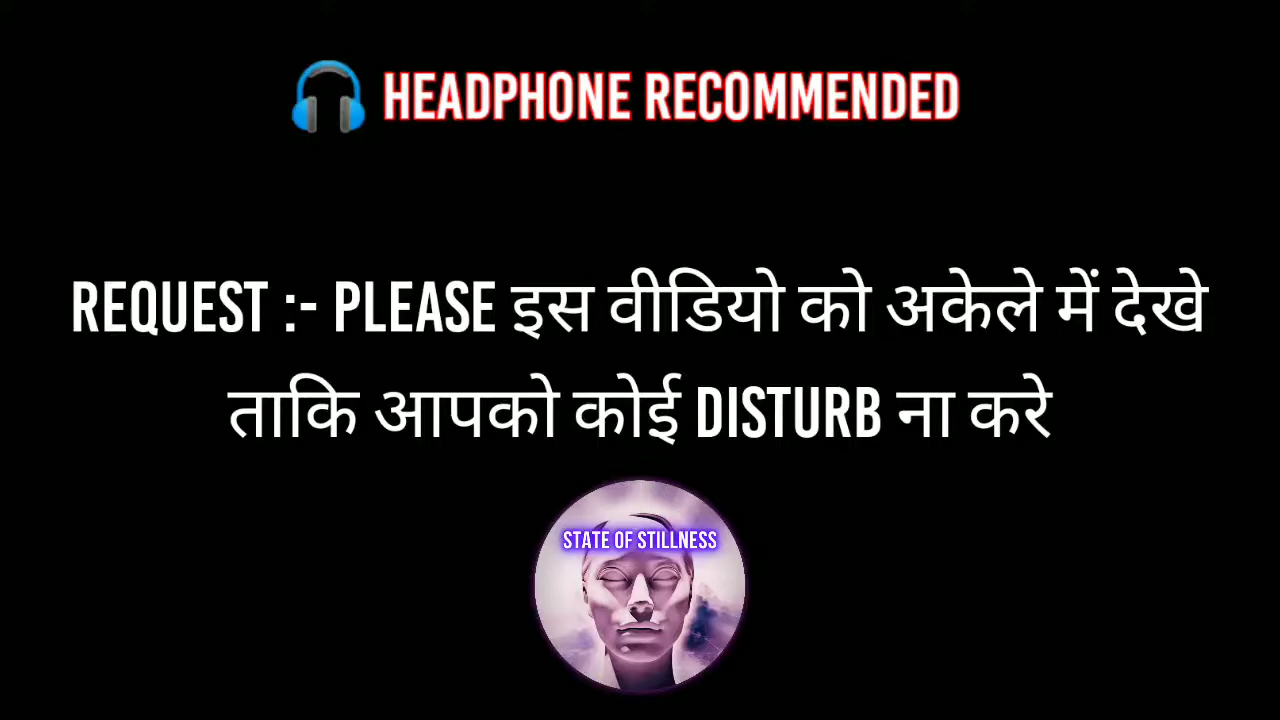 🎧 HEADPHONE RECOMMENDED
REQUEST :- PLEASE इस वीडियो को अकेले में देखे
ताकि आपको कोई DISTURB ना करे
STATE OF STILLNESS